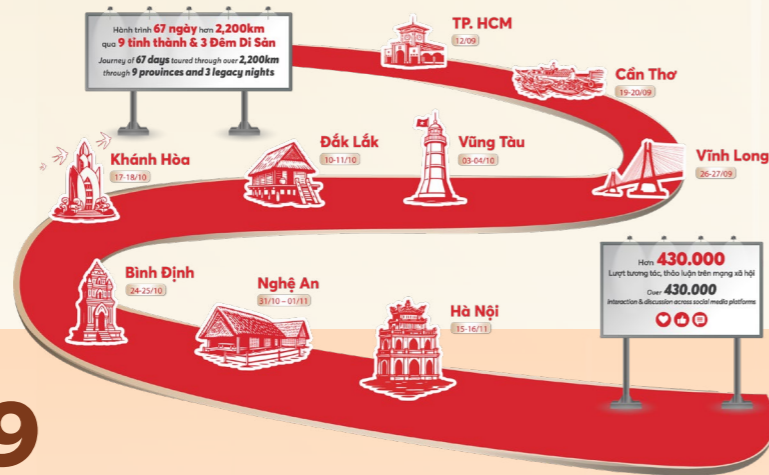 Hành trình 67 ngày hơn 2,200km
qua 9 tỉnh thành & 3 Đêm Di Sản
Journey of 67 days toured through over 2,200km
through 9 provinces and 3 legacy nights
TP. HCM
12/09
Cần Thơ
19-20/09
Vĩnh Long
26-27/09
Vũng Tàu
03-04/10
Đắk Lắk
10-11/10
Khánh Hòa
17-18/10
Bình Định
24-25/10
Nghệ An
31/10 – 01/11
Hà Nội
15-16/11
Hơn 430.000
Lượt tương tác, thảo luận trên mạng xã hội
Over 430.000
interaction & discussion across social media platforms
9